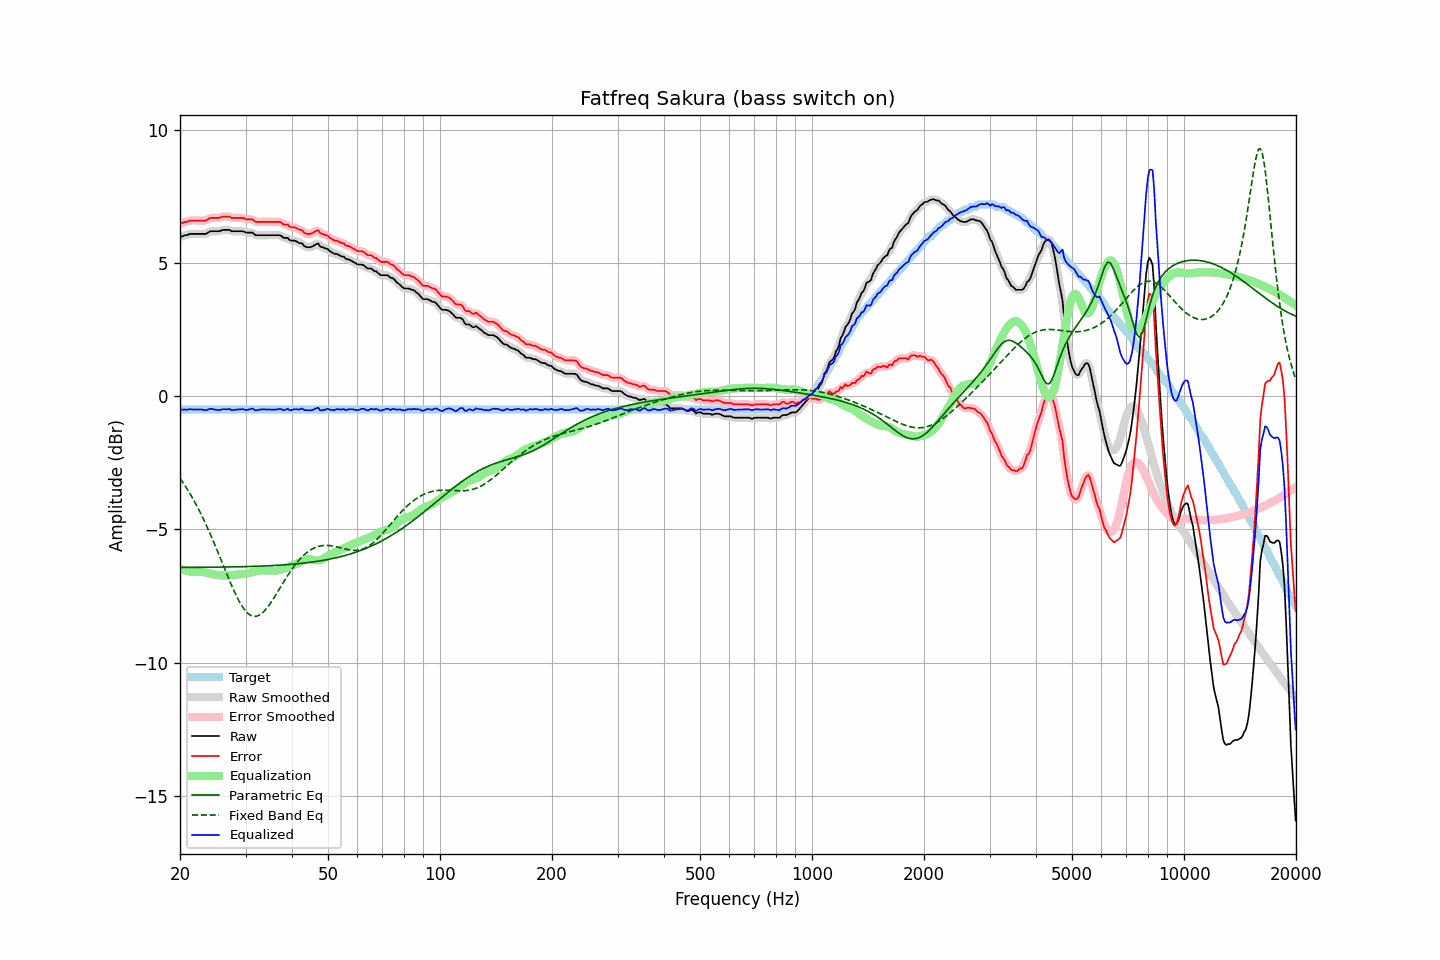 Fatfreq Sakura (bass switch on)
10
5
0
−5
−10
−15
Amplitude (dBr)
Target
Raw Smoothed
Error Smoothed
Raw
Error
Equalization
Parametric Eq
Fixed Band Eq
Equalized
20 50 100 200 500 1000 2000 5000 10000 20000
Frequency (Hz)